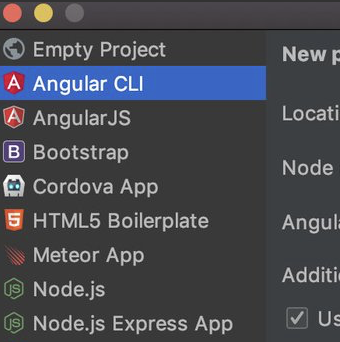 Empty Project
New p
Angular CLI
AngularJS
Locati
Bootstrap
Node
Cordova App
HTML5 Boilerplate
Angula
Meteor App
Additi
Node.js
Node.js Express App
Us